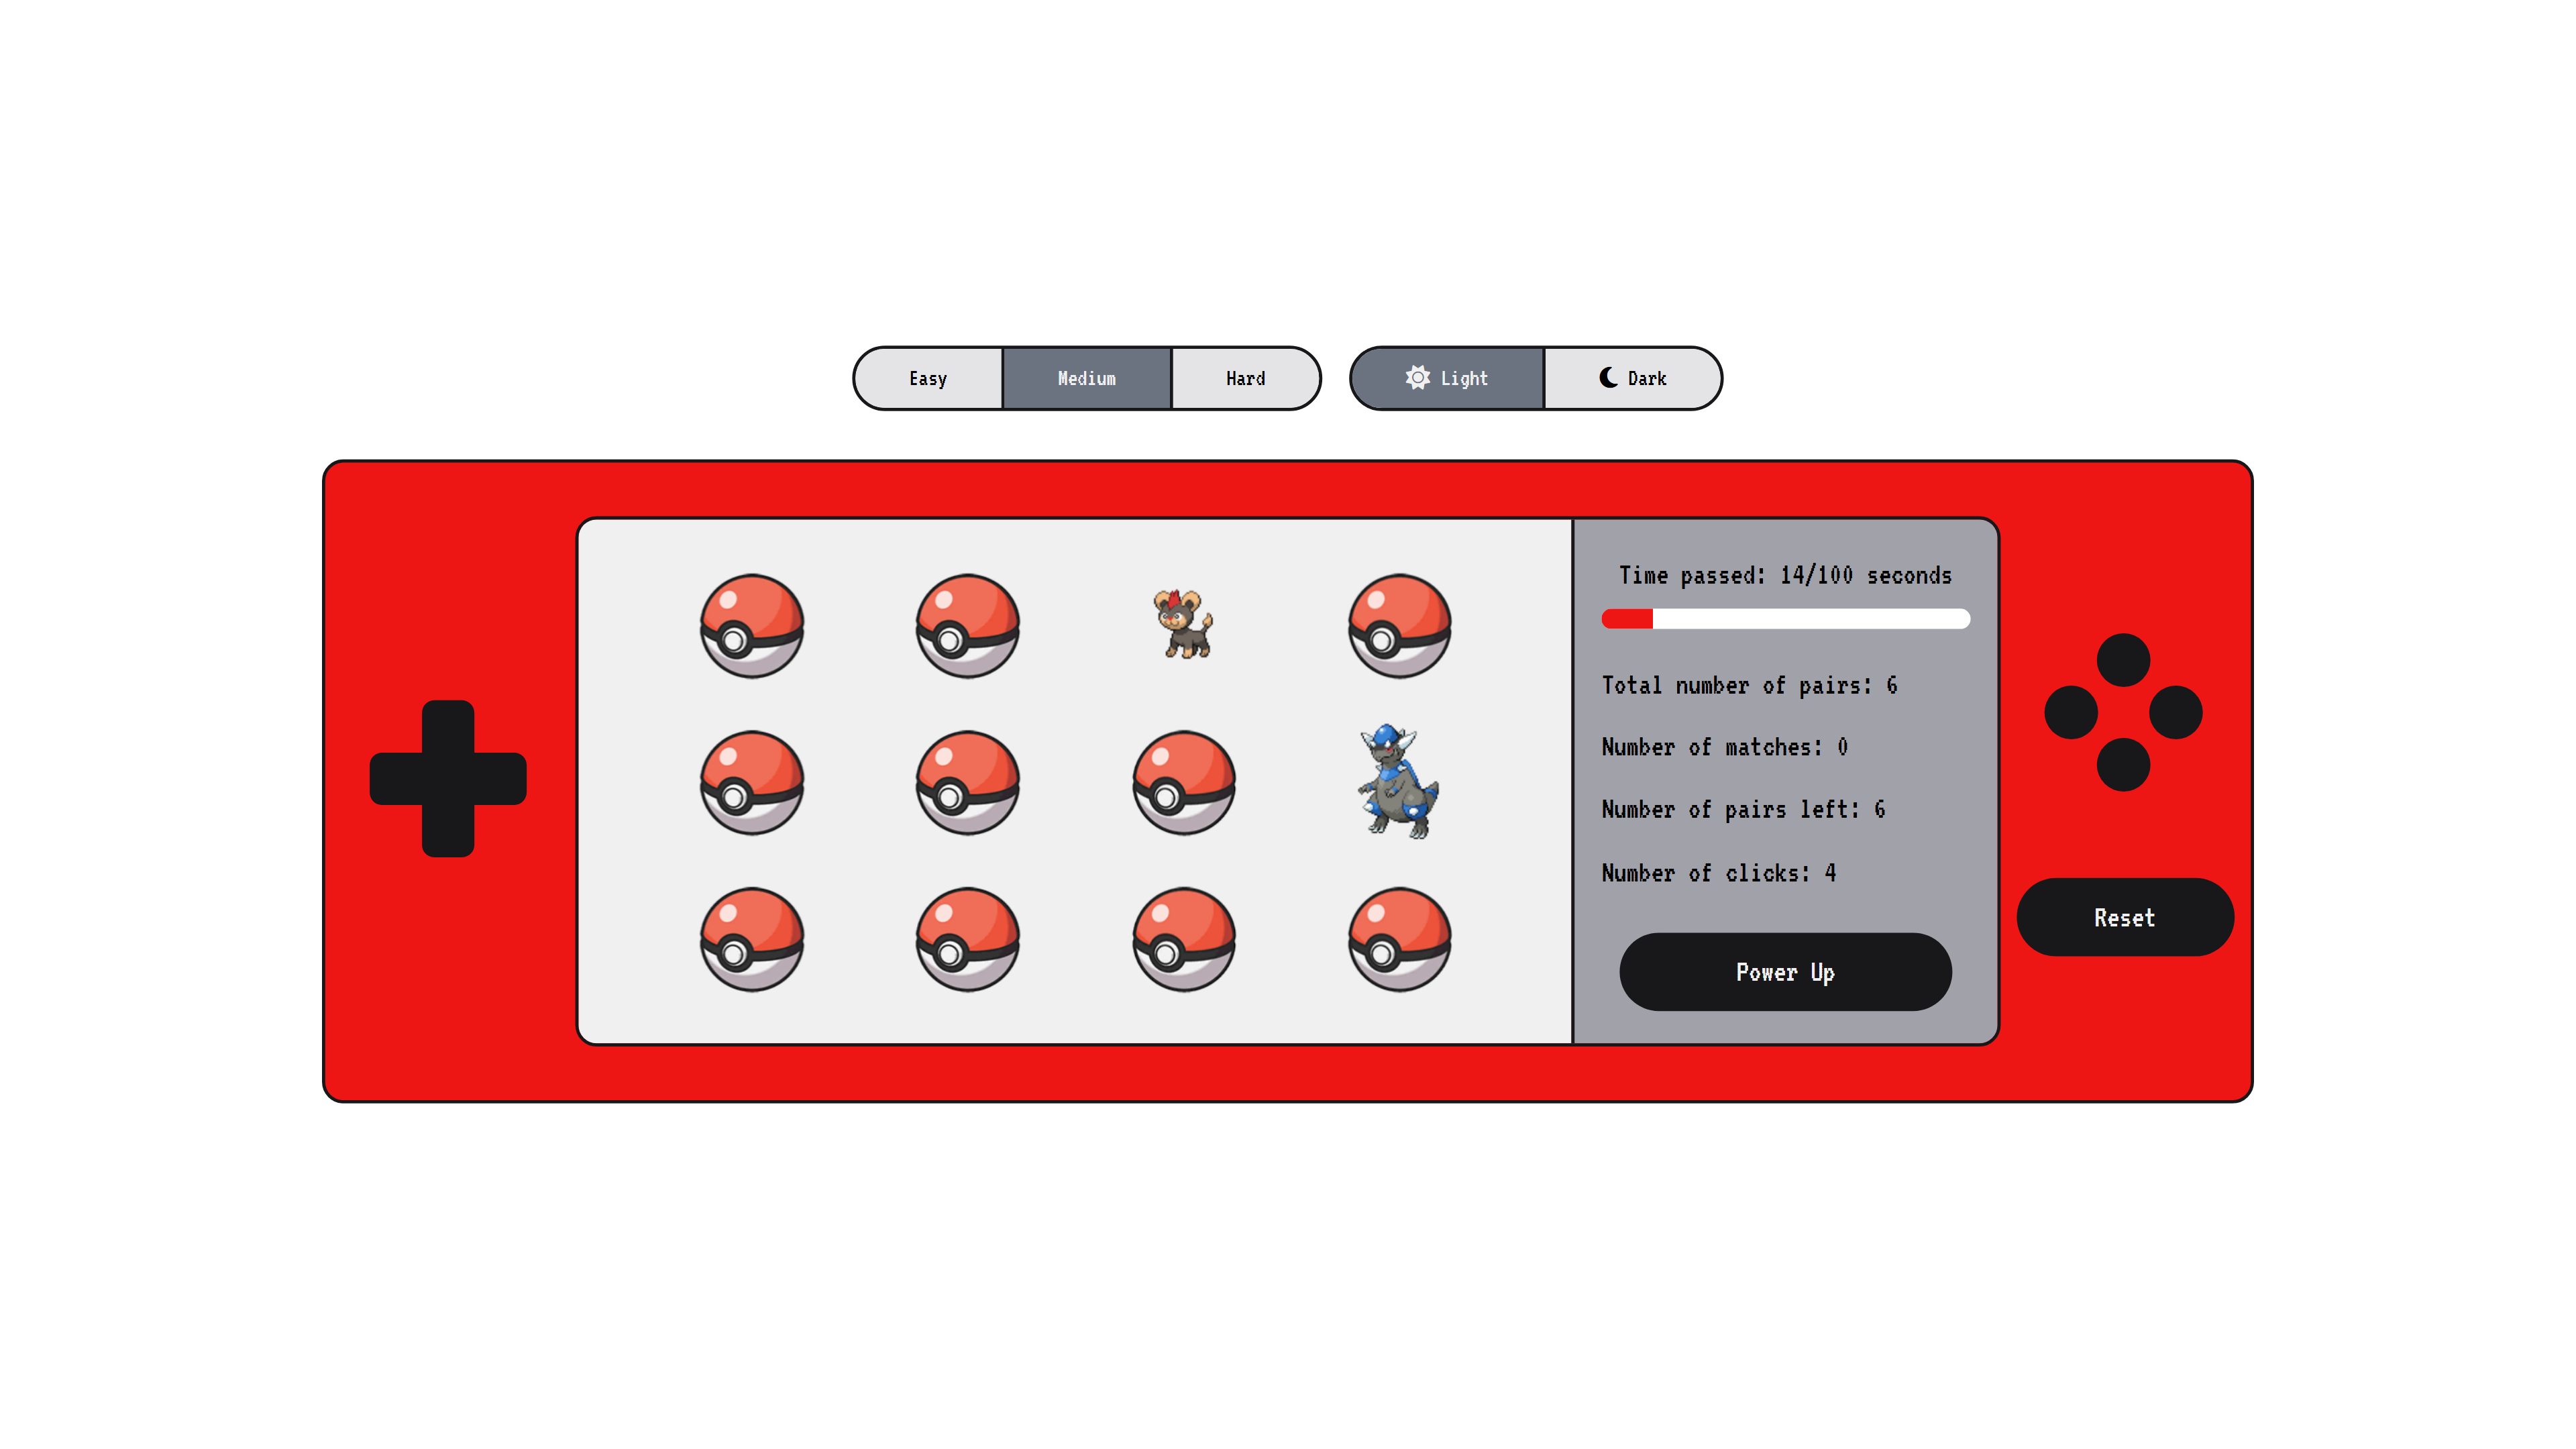 Easy
Medium
Hard
Light
Dark
Time passed: 14/100 seconds
Total number of pairs: 6
Number of matches: 0
Number of pairs left: 6
Number of clicks: 4
Power Up
Reset